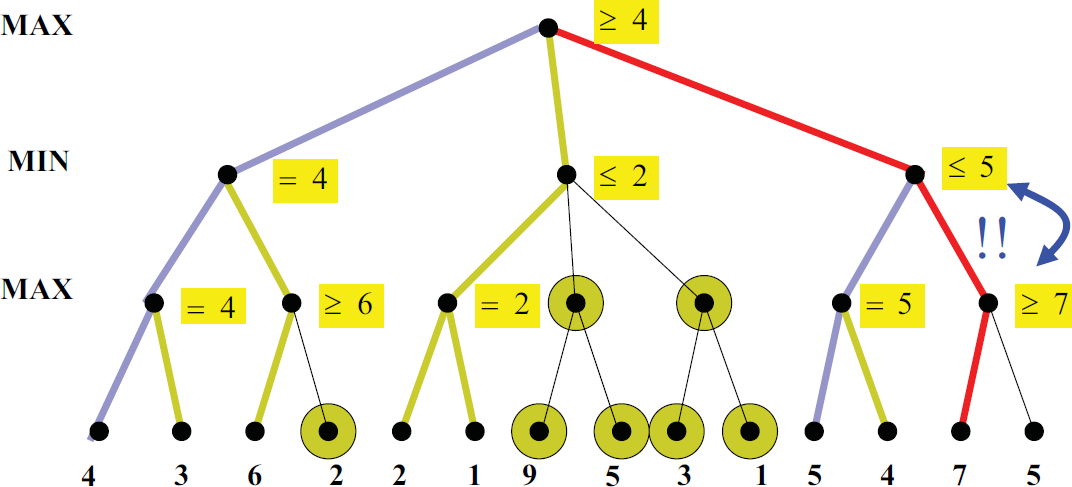 MAX ≥ 4
MIN = 4 ≤ 2 ≤ 5
!!
MAX = 4 ≥ 6 = 2 = 5 ≥ 7
4 3 6 2 2 1 9 5 3 1 5 4 7 5